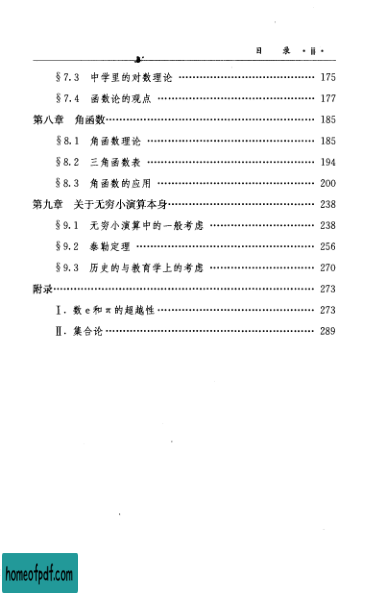 目 录 · iii ·
§7.3 中学里的对数理论 …… 175
§7.4 函数论的观点 …… 177
第八章 角函数 …… 185
§8.1 角函数理论 …… 185
§8.2 三角函数表 …… 194
§8.3 角函数的应用 …… 200
第九章 关于无穷小演算本身 …… 238
§9.1 无穷小演算中的一般考虑 …… 238
§9.2 泰勒定理 …… 256
§9.3 历史的与教育学上的考虑 …… 270
附录 …… 273
Ⅰ. 数 e 和 π 的超越性 …… 273
Ⅱ. 集合论 …… 289
homeofpdf.com